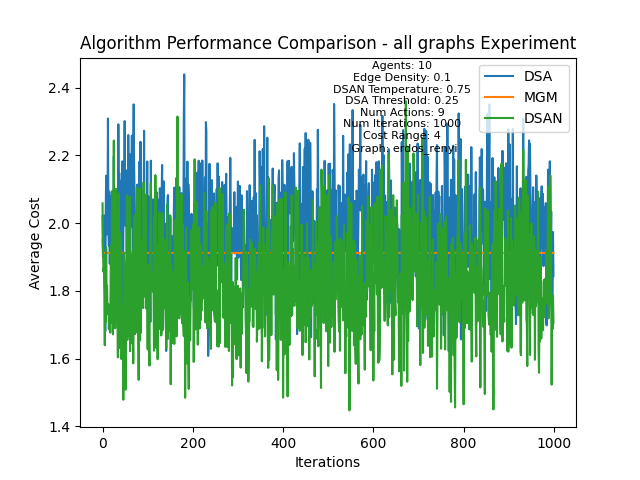 Algorithm Performance Comparison - all graphs Experiment
Agents: 10
Edge Density: 0.1
DSAN Temperature: 0.75
DSA Threshold: 0.25
Num Actions: 9
Num Iterations: 1000
Cost Range: 4
Graph: erdos_renyi
DSA
MGM
DSAN
Average Cost
2.4
2.2
2.0
1.8
1.6
1.4
0
200
400
600
800
1000
Iterations